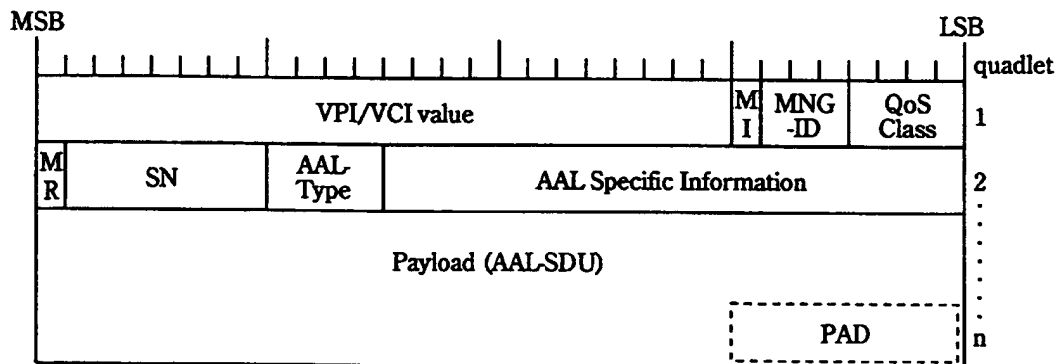 MSB LSB
quadlet
VPI/VCI value M I MNG -ID QoS Class 1
M R SN AAL- Type AAL Specific Information 2
Payload (AAL-SDU)
PAD n